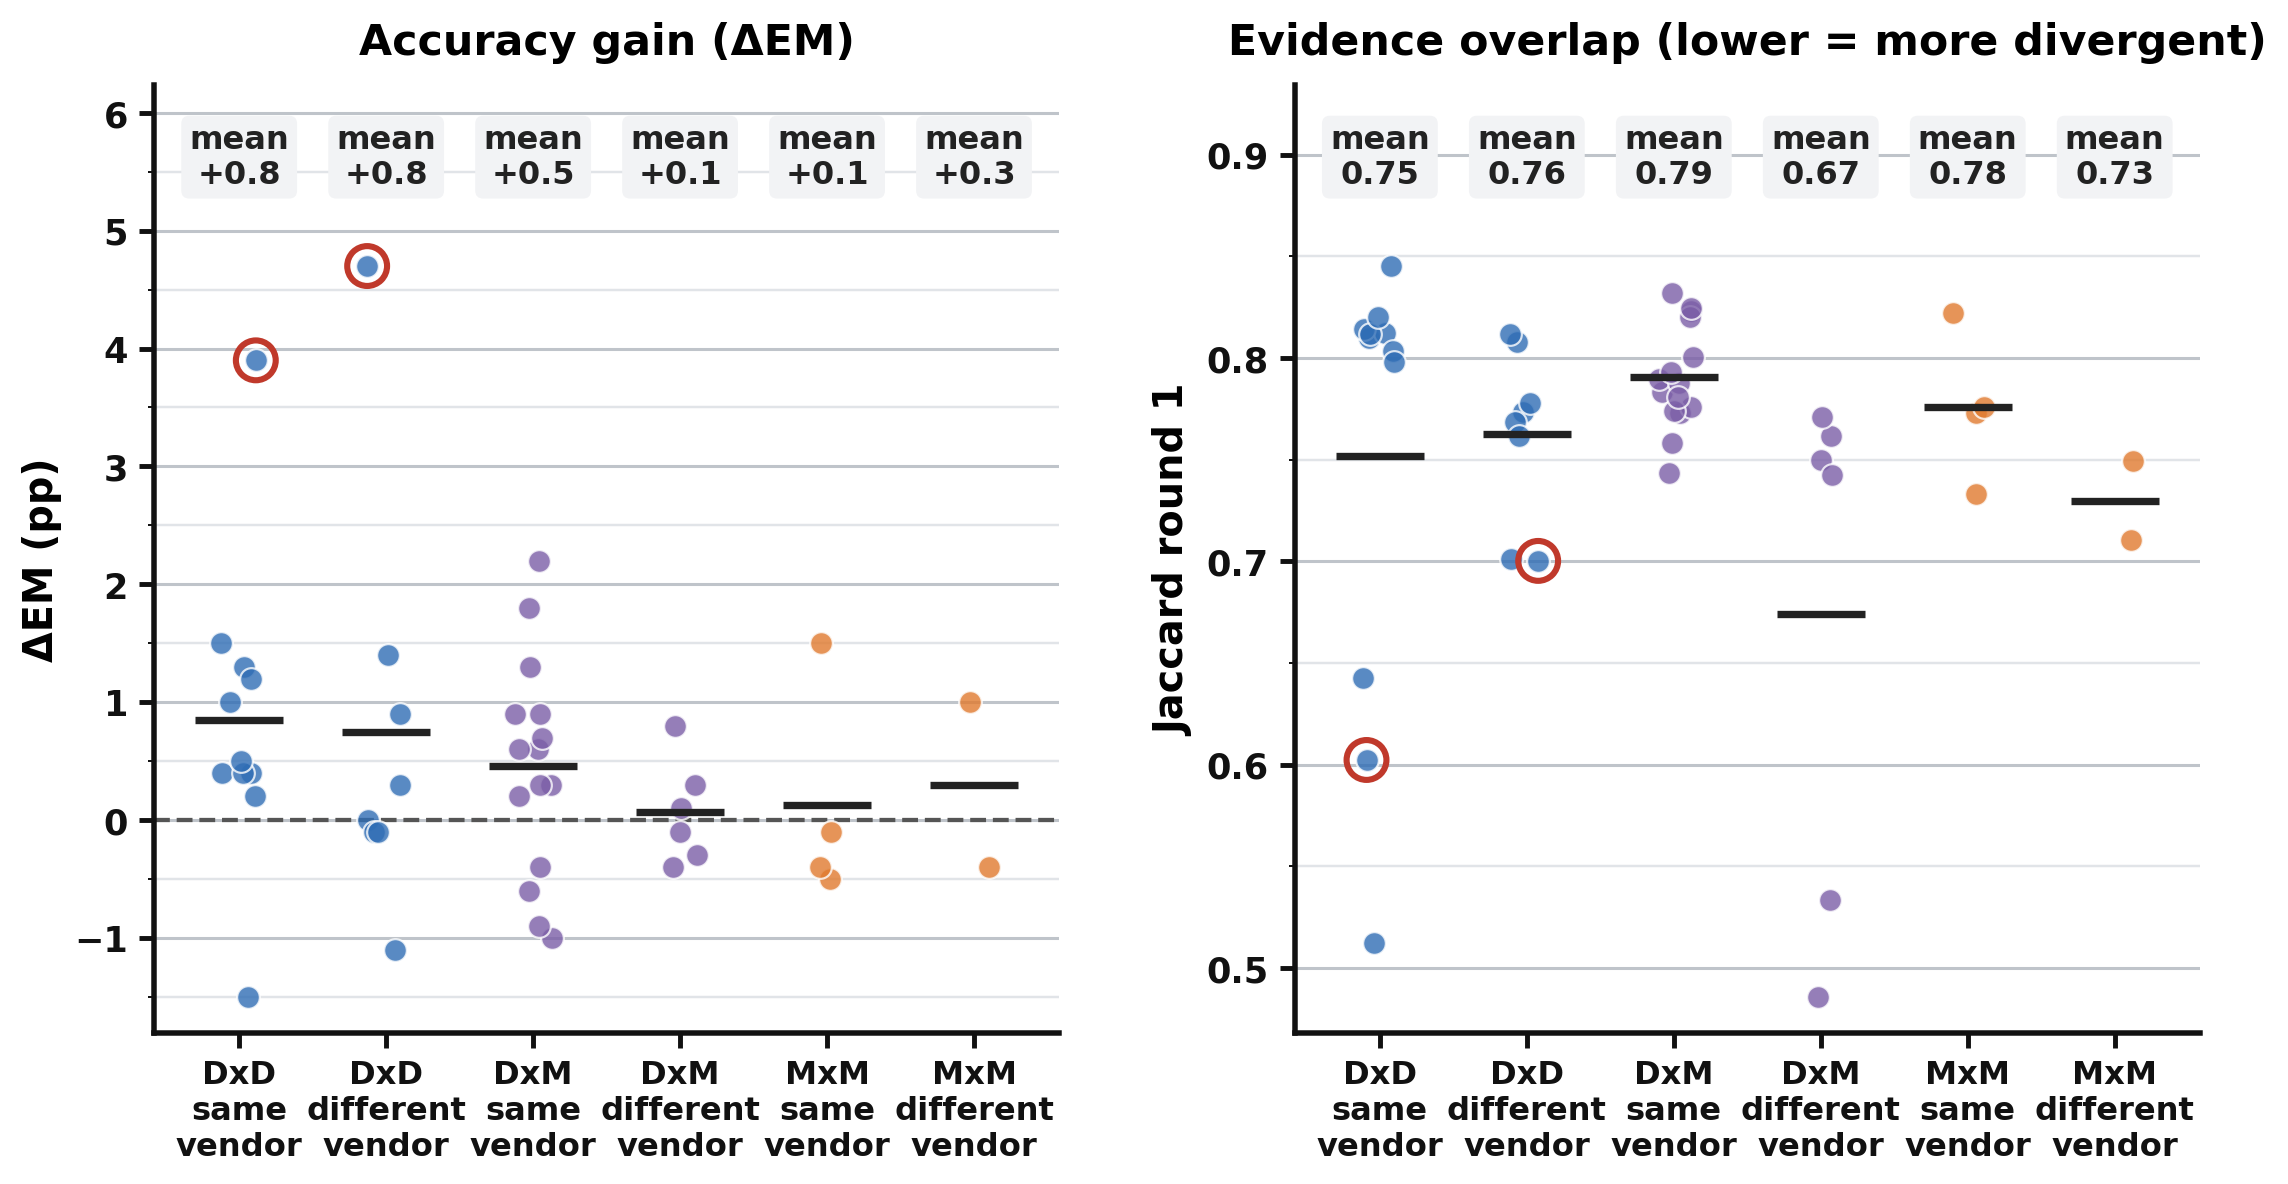 Accuracy gain (ΔEM)
ΔEM (pp)
6
5
4
3
2
1
0
−1
mean +0.8
mean +0.8
mean +0.5
mean +0.1
mean +0.1
mean +0.3
DxD same vendor
DxD different vendor
DxM same vendor
DxM different vendor
MxM same vendor
MxM different vendor
Evidence overlap (lower = more divergent)
Jaccard round 1
0.9
0.8
0.7
0.6
0.5
mean 0.75
mean 0.76
mean 0.79
mean 0.67
mean 0.78
mean 0.73
DxD same vendor
DxD different vendor
DxM same vendor
DxM different vendor
MxM same vendor
MxM different vendor